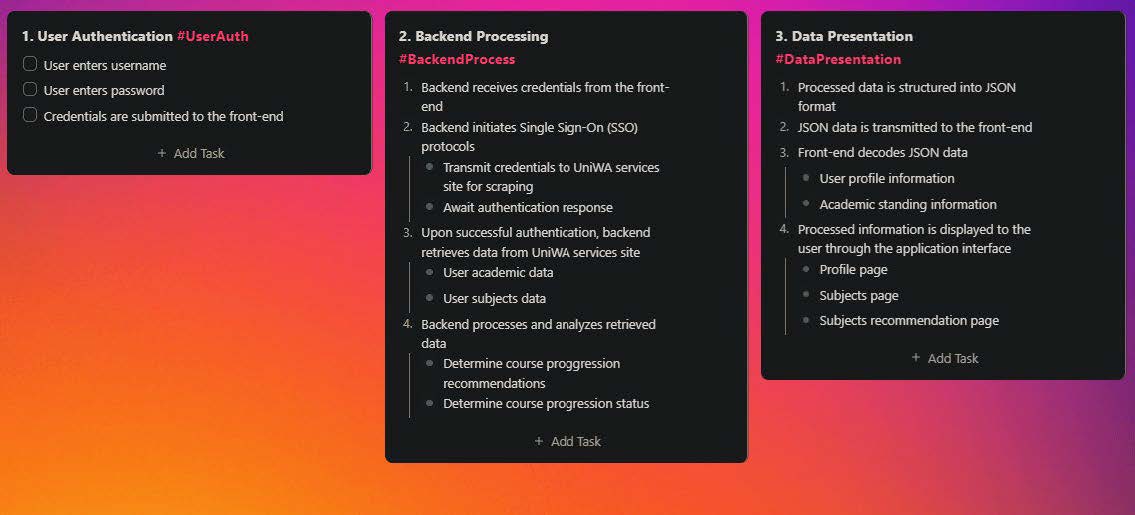 1. User Authentication #UserAuth
User enters username
User enters password
Credentials are submitted to the front-end
+ Add Task
2. Backend Processing
#BackendProcess
1. Backend receives credentials from the front-
end
2. Backend initiates Single Sign-On (SSO)
protocols
Transmit credentials to UniWA services
site for scraping
Await authentication response
3. Upon successful authentication, backend
retrieves data from UniWA services site
User academic data
User subjects data
4. Backend processes and analyzes retrieved
data
Determine course proggression
recommendations
Determine course progression status
+ Add Task
3. Data Presentation
#DataPresentation
1. Processed data is structured into JSON
format
2. JSON data is transmitted to the front-end
3. Front-end decodes JSON data
User profile information
Academic standing information
4. Processed information is displayed to the
user through the application interface
Profile page
Subjects page
Subjects recommendation page
+ Add Task